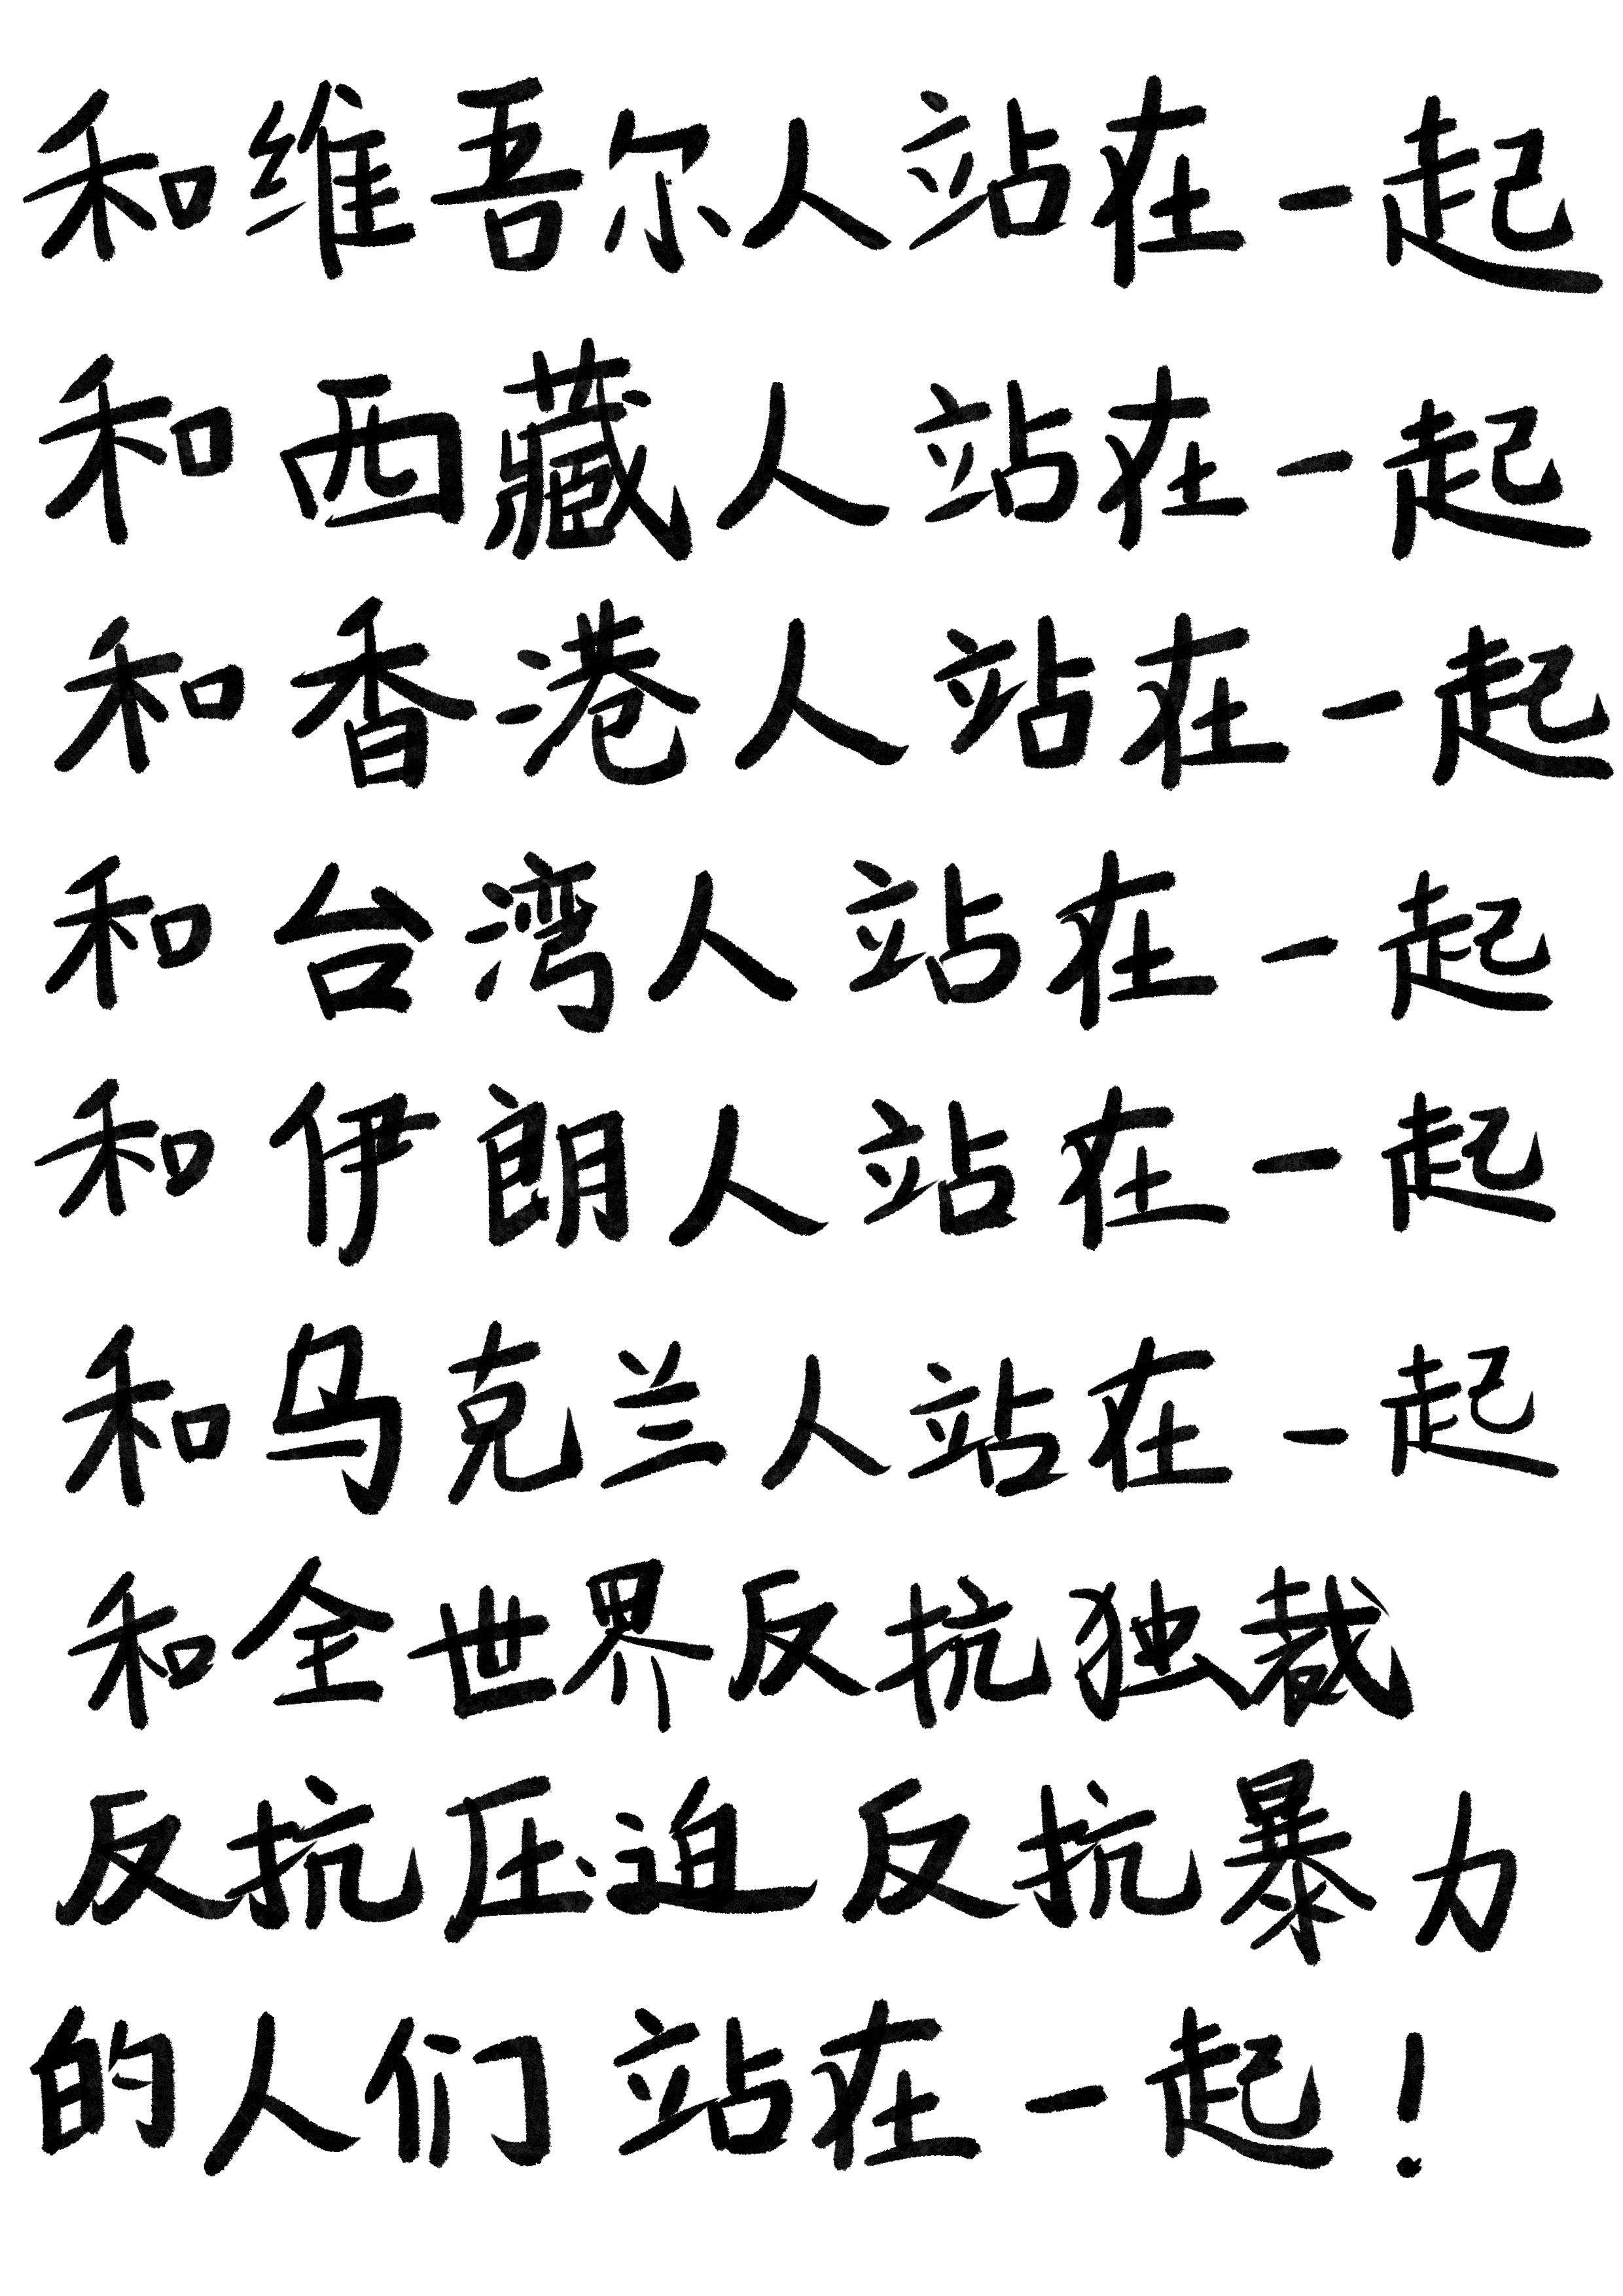 和维吾尔人站在一起
和西藏人站在一起
和香港人站在一起
和台湾人站在一起
和伊朗人站在一起
和乌克兰人站在一起
和全世界反抗独裁
反抗压迫 反抗暴力
的人们 站在一起！